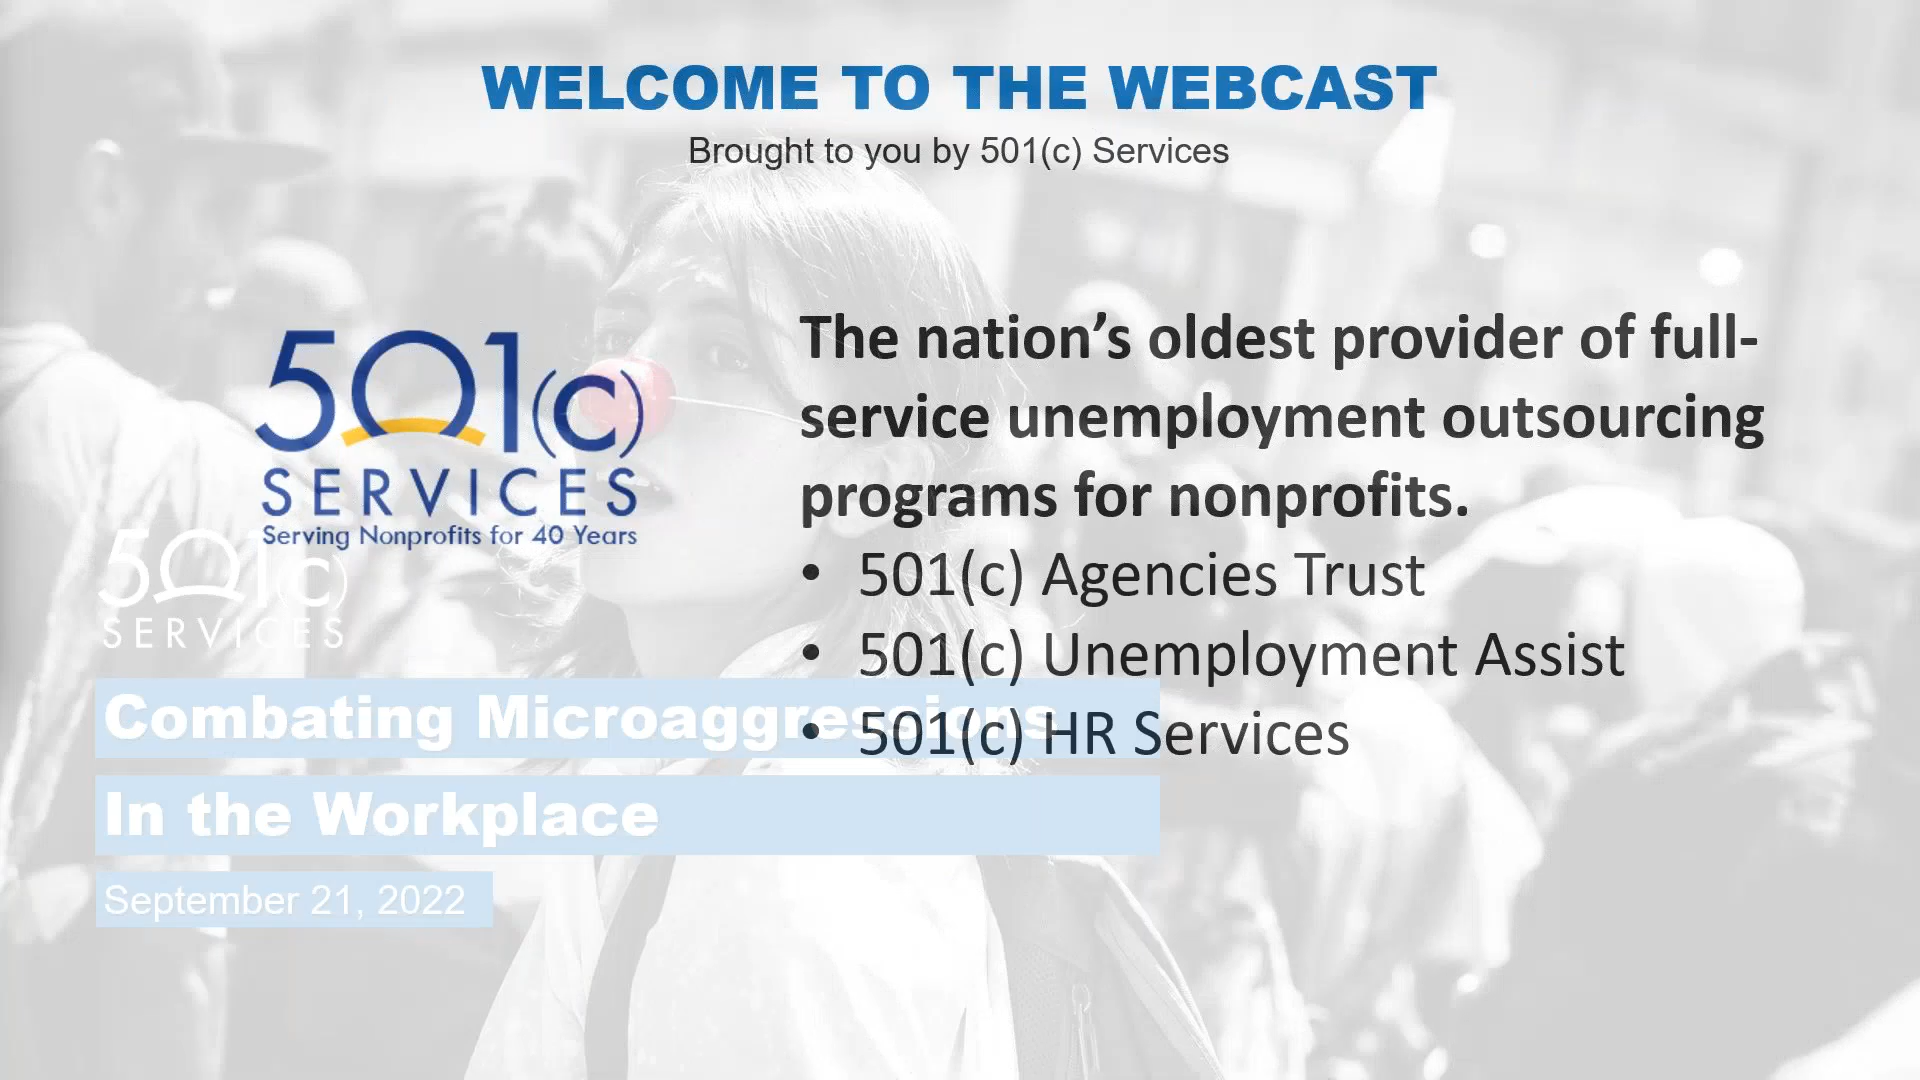 WELCOME TO THE WEBCAST
Brought to you by 501(c) Services
501(c)
SERVICES
Serving Nonprofits for 40 Years
The nation’s oldest provider of full-
service unemployment outsourcing
programs for nonprofits.
• 501(c) Agencies Trust
• 501(c) Unemployment Assist
• 501(c) HR Services
501(c)
SERVICES
Combating Microaggressions
In the Workplace
September 21, 2022